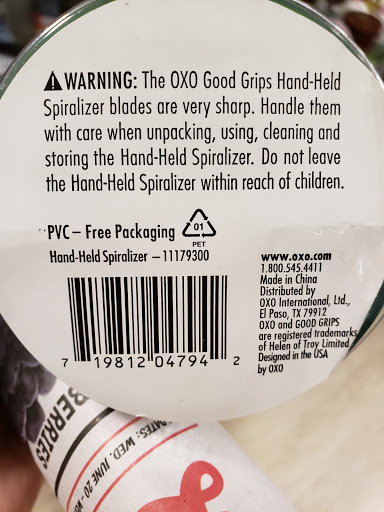 ⚠WARNING: The OXO Good Grips Hand-Held
Spiralizer blades are very sharp. Handle them
with care when unpacking, using, cleaning and
storing the Hand-Held Spiralizer. Do not leave
the Hand-Held Spiralizer within reach of children.
PVC – Free Packaging
01
PET
Hand-Held Spiralizer – 11179300
7 19812 04794 2
www.oxo.com
1.800.545.4411
Made in China
Distributed by
OXO International, Ltd.,
El Paso, TX 79912
OXO and GOOD GRIPS
are registered trademarks
of Helen of Troy Limited
Designed in the USA
by OXO
BERRIES
DATES: WED. JUNE 20 -